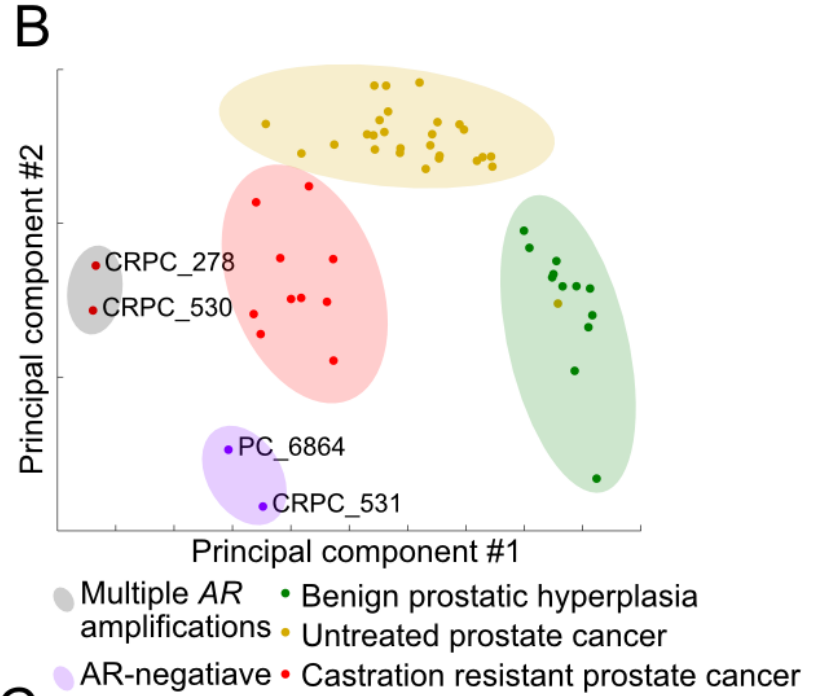 B
Principal component #2
CRPC_278
CRPC_530
PC_6864
CRPC_531
Principal component #1
Multiple AR
amplifications
AR-negatiave
Benign prostatic hyperplasia
Untreated prostate cancer
Castration resistant prostate cancer